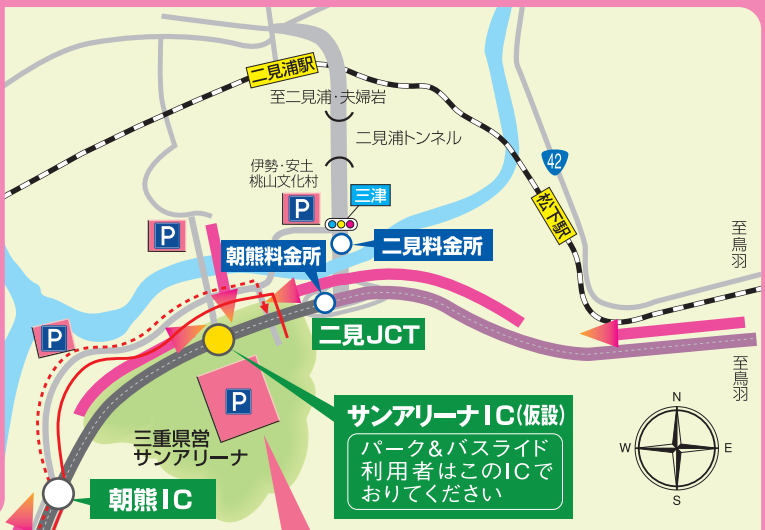 二見浦駅
至二見浦・夫婦岩
二見浦トンネル
伊勢・安土
桃山文化村
42
P
三津
松下駅
P
至鳥羽
朝熊料金所
二見料金所
二見JCT
P
至鳥羽
P
サンアリーナIC(仮設)
パーク&バスライド
利用者はこのICで
おりてください
三重県営
サンアリーナ
朝熊IC
N
W
E
S